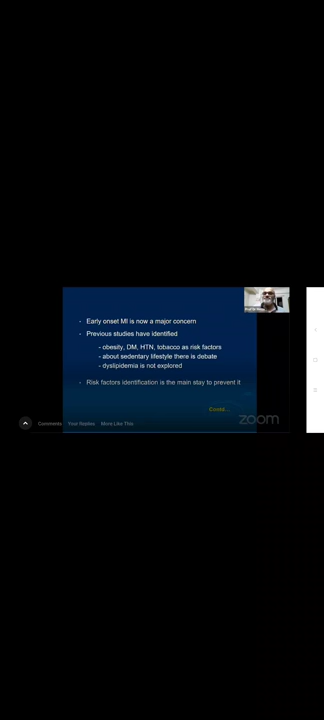 - Early onset MI is now a major concern
- Previous studies have identified
- obesity, DM, HTN, tobacco as risk factors
- about sedentary lifestyle there is debate
- dyslipidemia is not explored
- Risk factors identification is the main stay to prevent it
Contd...
zoom
Comments Your Replies More Like This